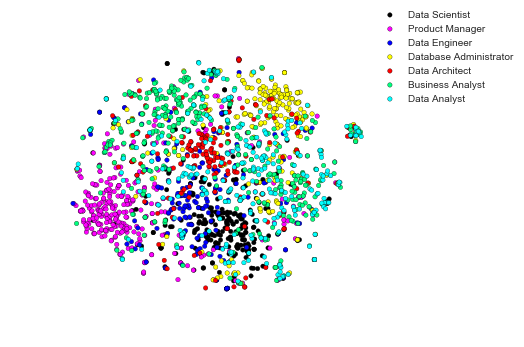 Data Scientist
Product Manager
Data Engineer
Database Administrator
Data Architect
Business Analyst
Data Analyst